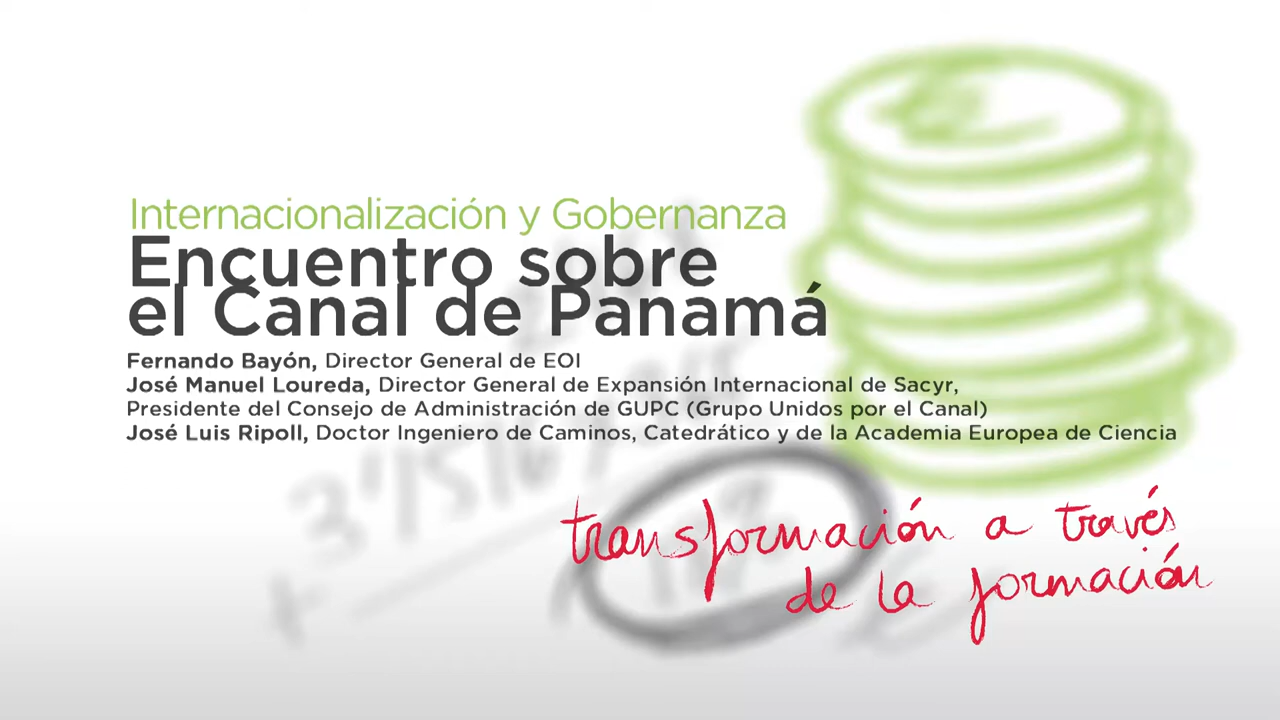 Internacionalización y Gobernanza
Encuentro sobre
el Canal de Panamá
Fernando Bayón, Director General de EOI
José Manuel Loureda, Director General de Expansión Internacional de Sacyr,
Presidente del Consejo de Administración de GUPC (Grupo Unidos por el Canal)
José Luis Ripoll, Doctor Ingeniero de Caminos, Catedrático y de la Academia Europea de Ciencia
transformación a través
de la formación